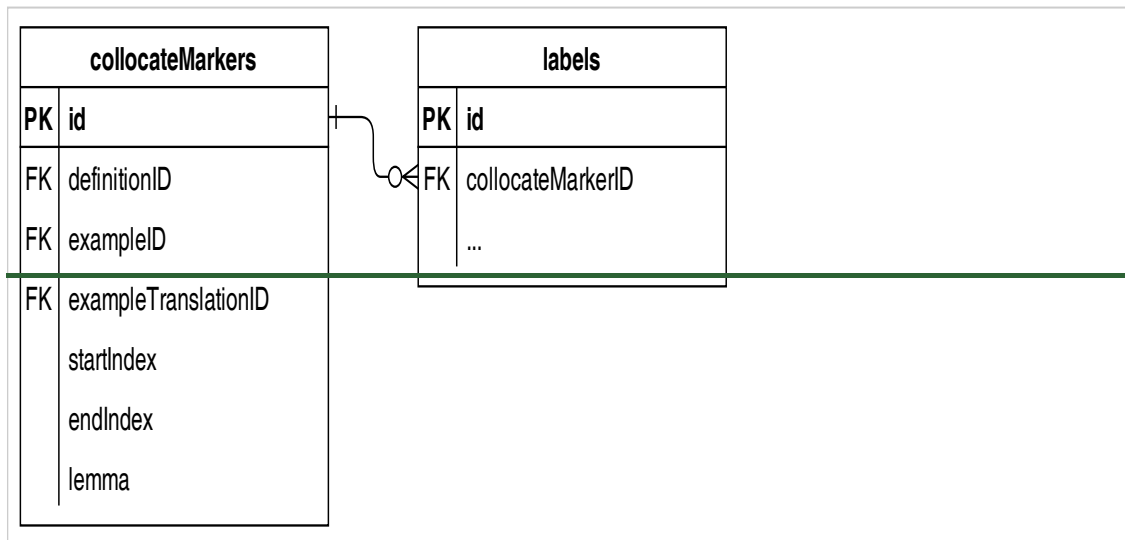 collocateMarkers
PK id
FK definitionID
FK exampleID
FK exampleTranslationID
startIndex
endIndex
lemma
labels
PK id
FK collocateMarkerID
...